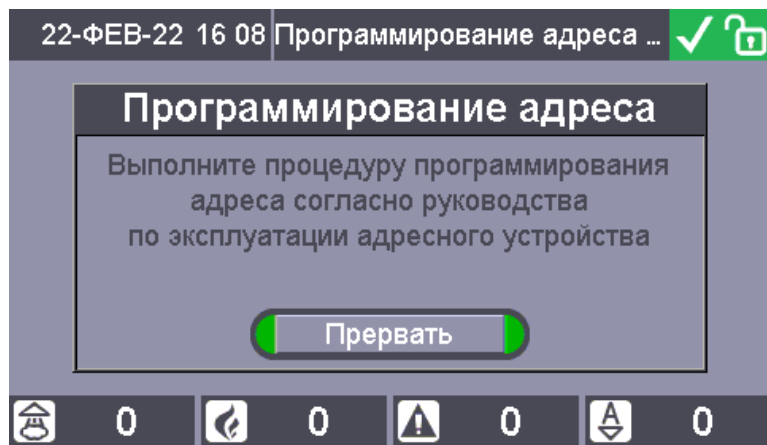 22-ФЕВ-22 16 08 Программирование адреса ...
Программирование адреса
Выполните процедуру программирования
адреса согласно руководства
по эксплуатации адресного устройства
Прервать
0 0 0 A 0